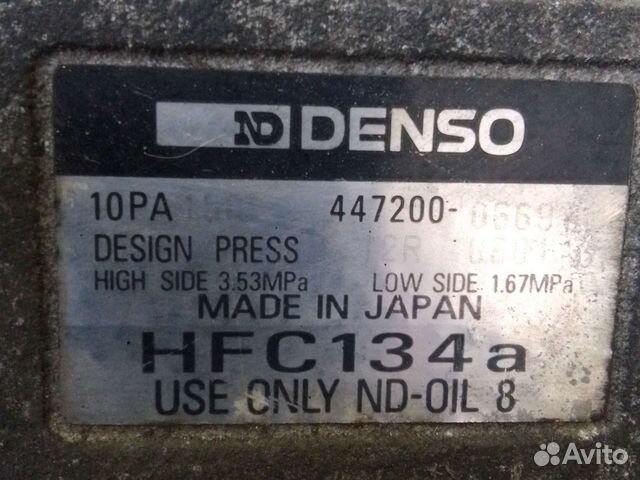 ND DENSO
10PA 447200-
DESIGN PRESS
HIGH SIDE 3.53MPa LOW SIDE 1.67MPa
MADE IN JAPAN
HFC134a
USE ONLY ND-OIL 8
Avito